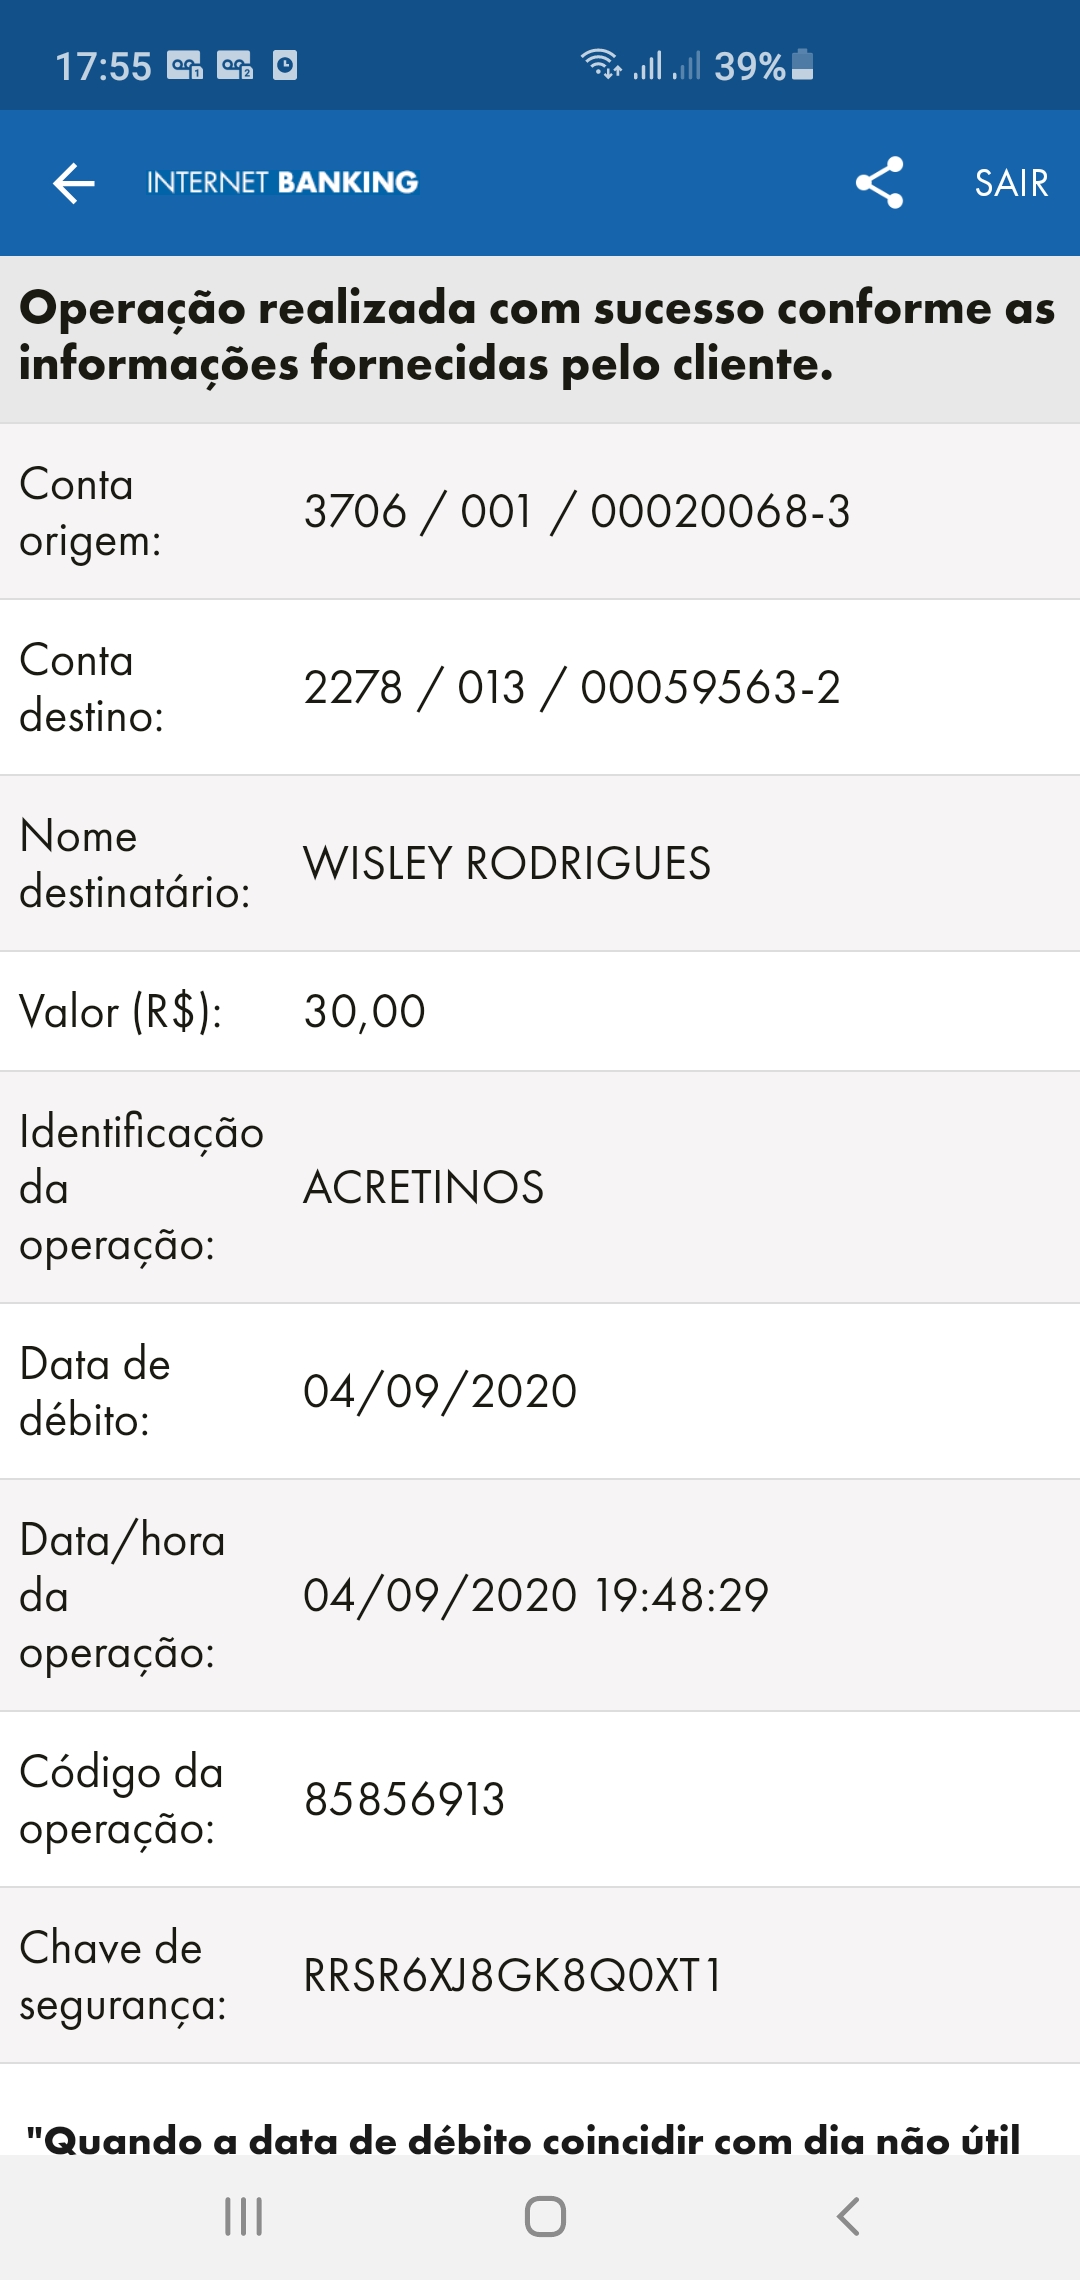 17:55 39%
INTERNET BANKING SAIR
Operação realizada com sucesso conforme as
informações fornecidas pelo cliente.
Conta
origem:
3706 / 001 / 00020068-3
Conta
destino:
2278 / 013 / 00059563-2
Nome
destinatário:
WISLEY RODRIGUES
Valor (R$): 30,00
Identificação
da
operação:
ACRETINOS
Data de
débito:
04/09/2020
Data/hora
da
operação:
04/09/2020 19:48:29
Código da
operação:
85856913
Chave de
segurança:
RRSR6XJ8GK8Q0XT1
"Quando a data de débito coincidir com dia não útil